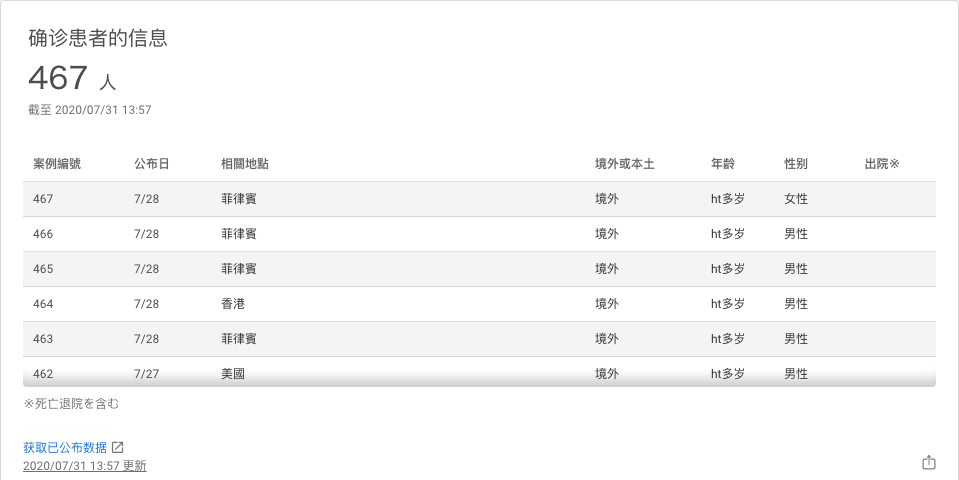 确诊患者的信息
467 人
截至 2020/07/31 13:57
案例編號 公布日 相關地點 境外或本土 年齡 性别 出院※
467 7/28 菲律賓 境外 ht多岁 女性
466 7/28 菲律賓 境外 ht多岁 男性
465 7/28 菲律賓 境外 ht多岁 男性
464 7/28 香港 境外 ht多岁 男性
463 7/28 菲律賓 境外 ht多岁 男性
462 7/27 美國 境外 ht多岁 男性
※死亡退院を含む
获取已公布数据
2020/07/31 13:57 更新